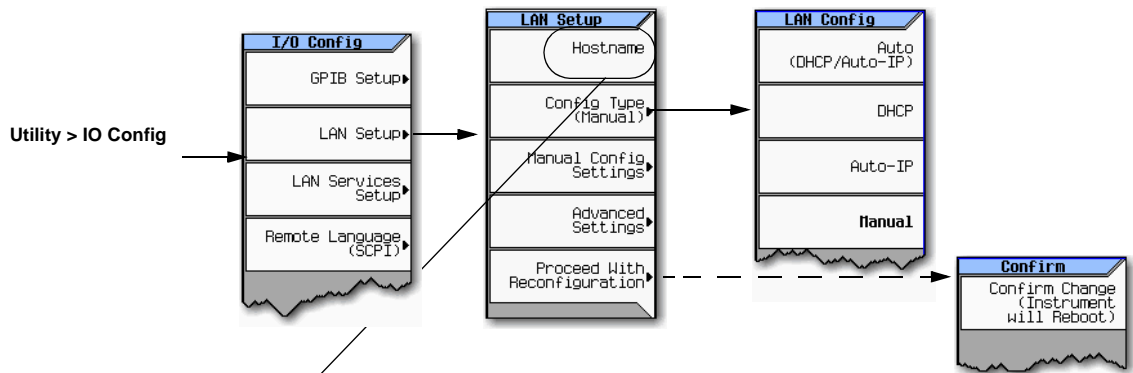 Utility > IO Config
I/O Config
GPIB Setup
LAN Setup
LAN Services
Setup
Remote Language
(SCPI)
LAN Setup
Hostname
Config Type
(Manual)
Manual Config
Settings
Advanced
Settings
Proceed With
Reconfiguration
LAN Config
Auto
(DHCP/Auto-IP)
DHCP
Auto-IP
Manual
Confirm
Confirm Change
(Instrument
will Reboot)